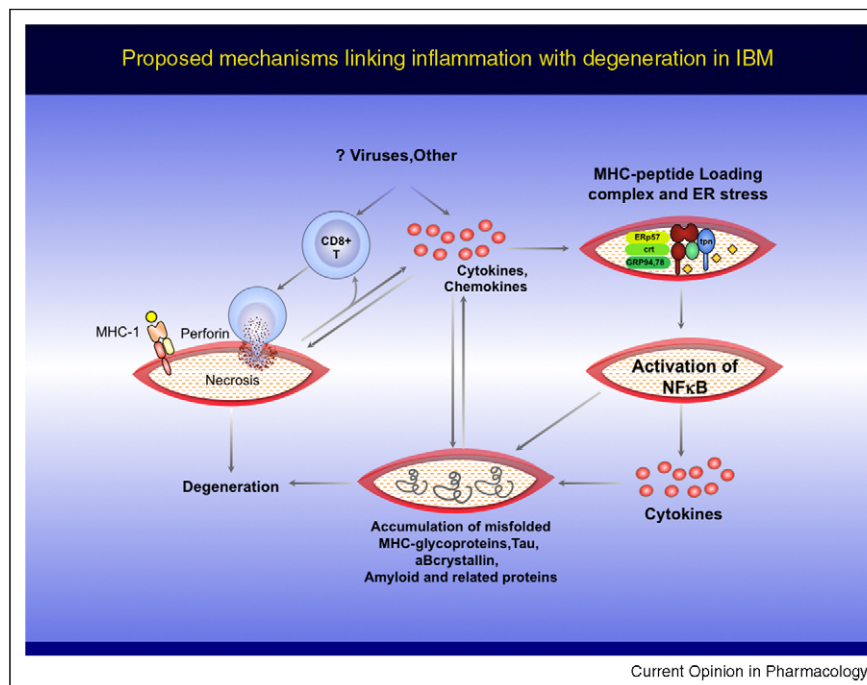 Proposed mechanisms linking inflammation with degeneration in IBM
? Viruses,Other
MHC-peptide Loading
complex and ER stress
CD8+
T
ERp57
crt
GRP94,78
tpn
Cytokines,
Chemokines
MHC-1
Perforin
Necrosis
Activation of
NFκB
Degeneration
Cytokines
Accumulation of misfolded
MHC-glycoproteins,Tau,
aBcrystallin,
Amyloid and related proteins
Current Opinion in Pharmacology